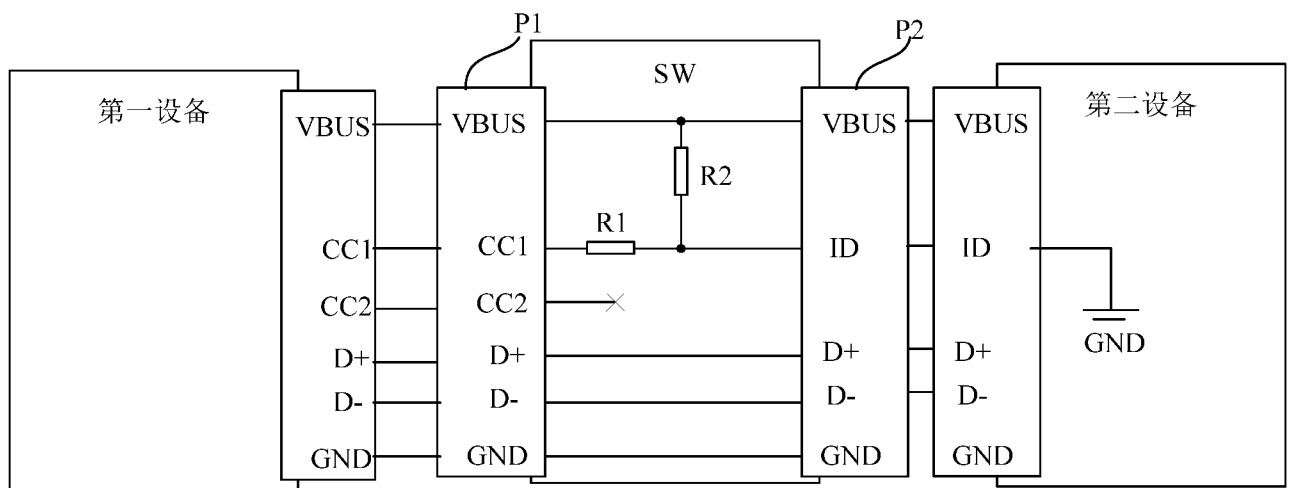 P1
P2
SW
第一设备
第二设备
VBUS
VBUS
VBUS
VBUS
R2
R1
CC1
CC1
ID
ID
CC2
CC2
GND
D+
D+
D+
D+
D-
D-
D-
D-
GND
GND
GND
GND